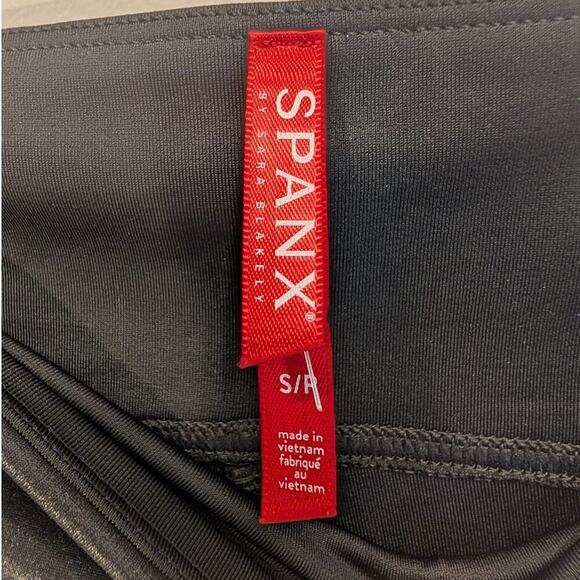 SPANX®
BY SARA BLAKELY
S/P
made in
vietnam
fabriqué
au
vietnam